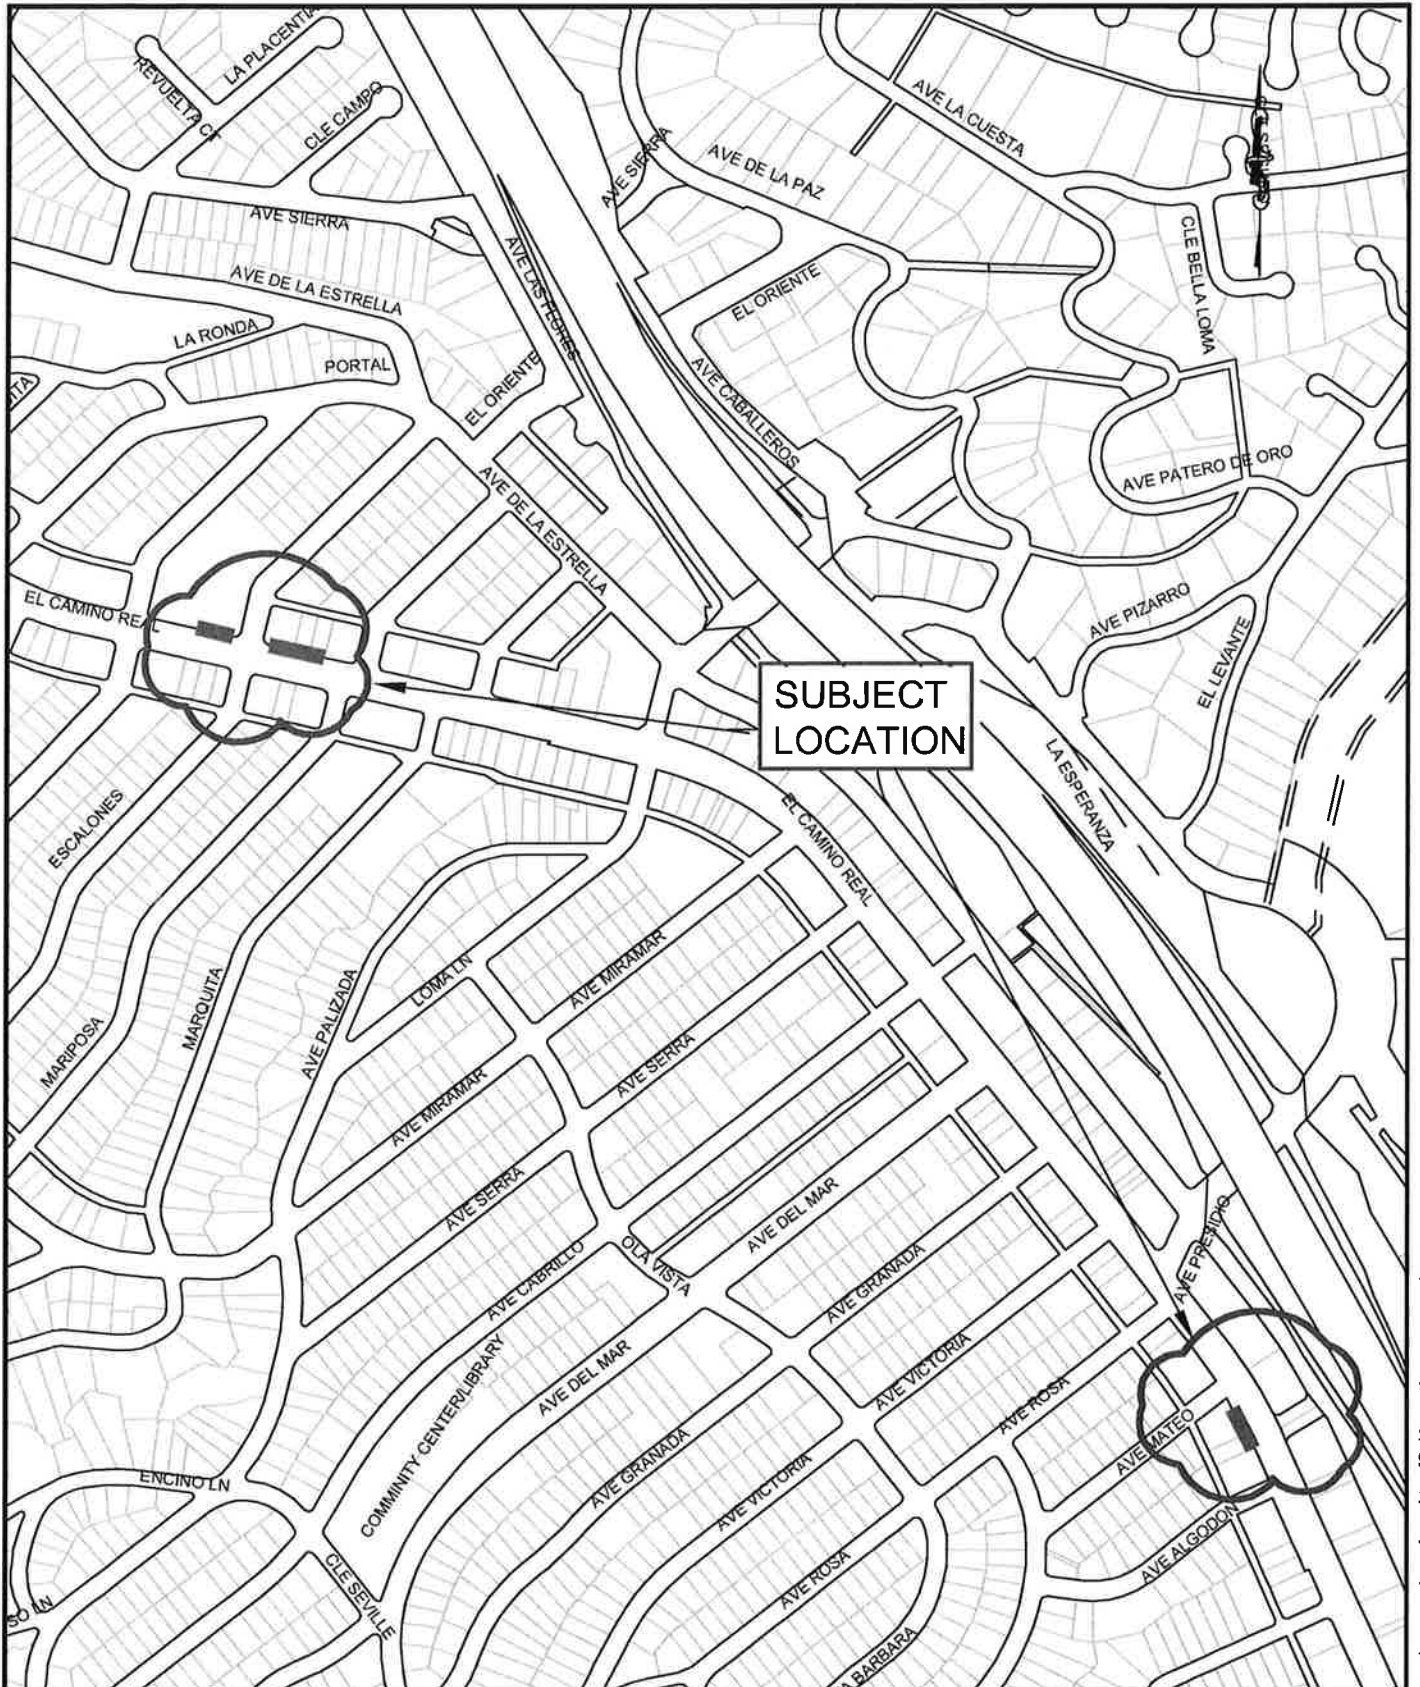 LA PLACENTIA
REVUELTA CT
CLE CAMPO
AVE SIERRA
AVE LA CUESTA
AVE DE LA PAZ
AVE SIERRA
CLE BELLA LOMA
AVE LAS FLORES
AVE DE LA ESTRELLA
EL ORIENTE
LA RONDA
PORTAL
EL ORIENTE
AVE CABALLEROS
AVE PATERO DE ORO
AVE DE LA ESTRELLA
EL CAMINO REAL
AVE PIZARRO
EL LEVANTE
SUBJECT
LOCATION
LA ESPERANZA
ESCALONES
EL CAMINO REAL
MARIPOSA
MARQUITA
AVE PALIZADA
LOMA LN
AVE MIRAMAR
AVE MIRAMAR
AVE SERRA
AVE SERRA
AVE DEL MAR
AVE PRESIDIO
AVE CABRILLO
OLA VISTA
AVE GRANADA
COMMINITY CENTER/LIBRARY
AVE DEL MAR
AVE VICTORIA
AVE ROSA
AVE MATEO
AVE GRANADA
AVE VICTORIA
ENCINO LN
AVE ALGODON
CLE SEVILLE
AVE ROSA
SO LN
A BARBARA